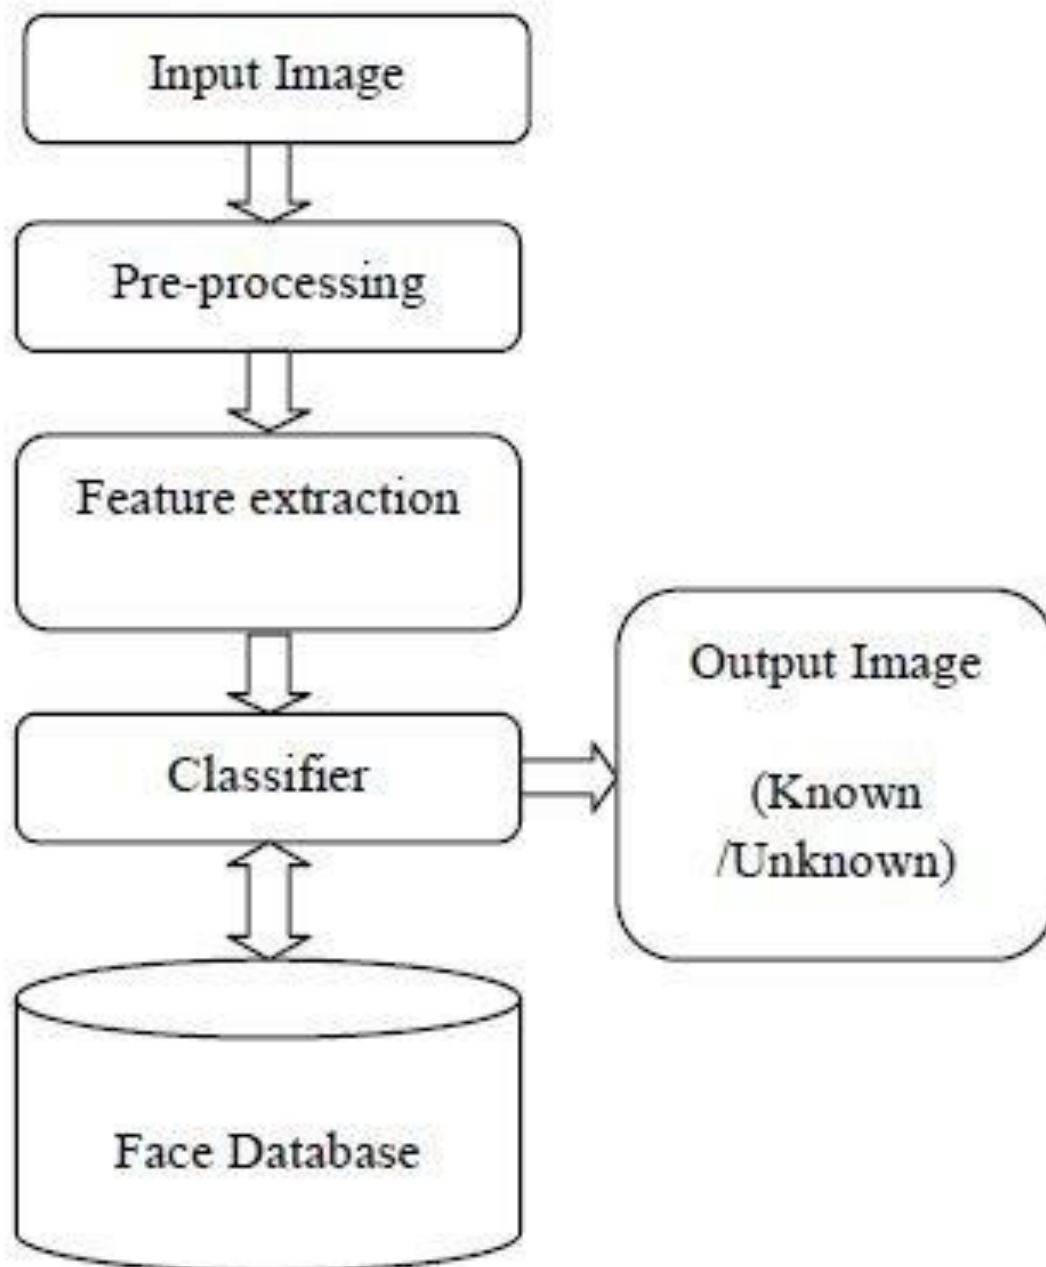 Input Image
Pre-processing
Feature extraction
Classifier
Output Image
(Known
/Unknown)
Face Database